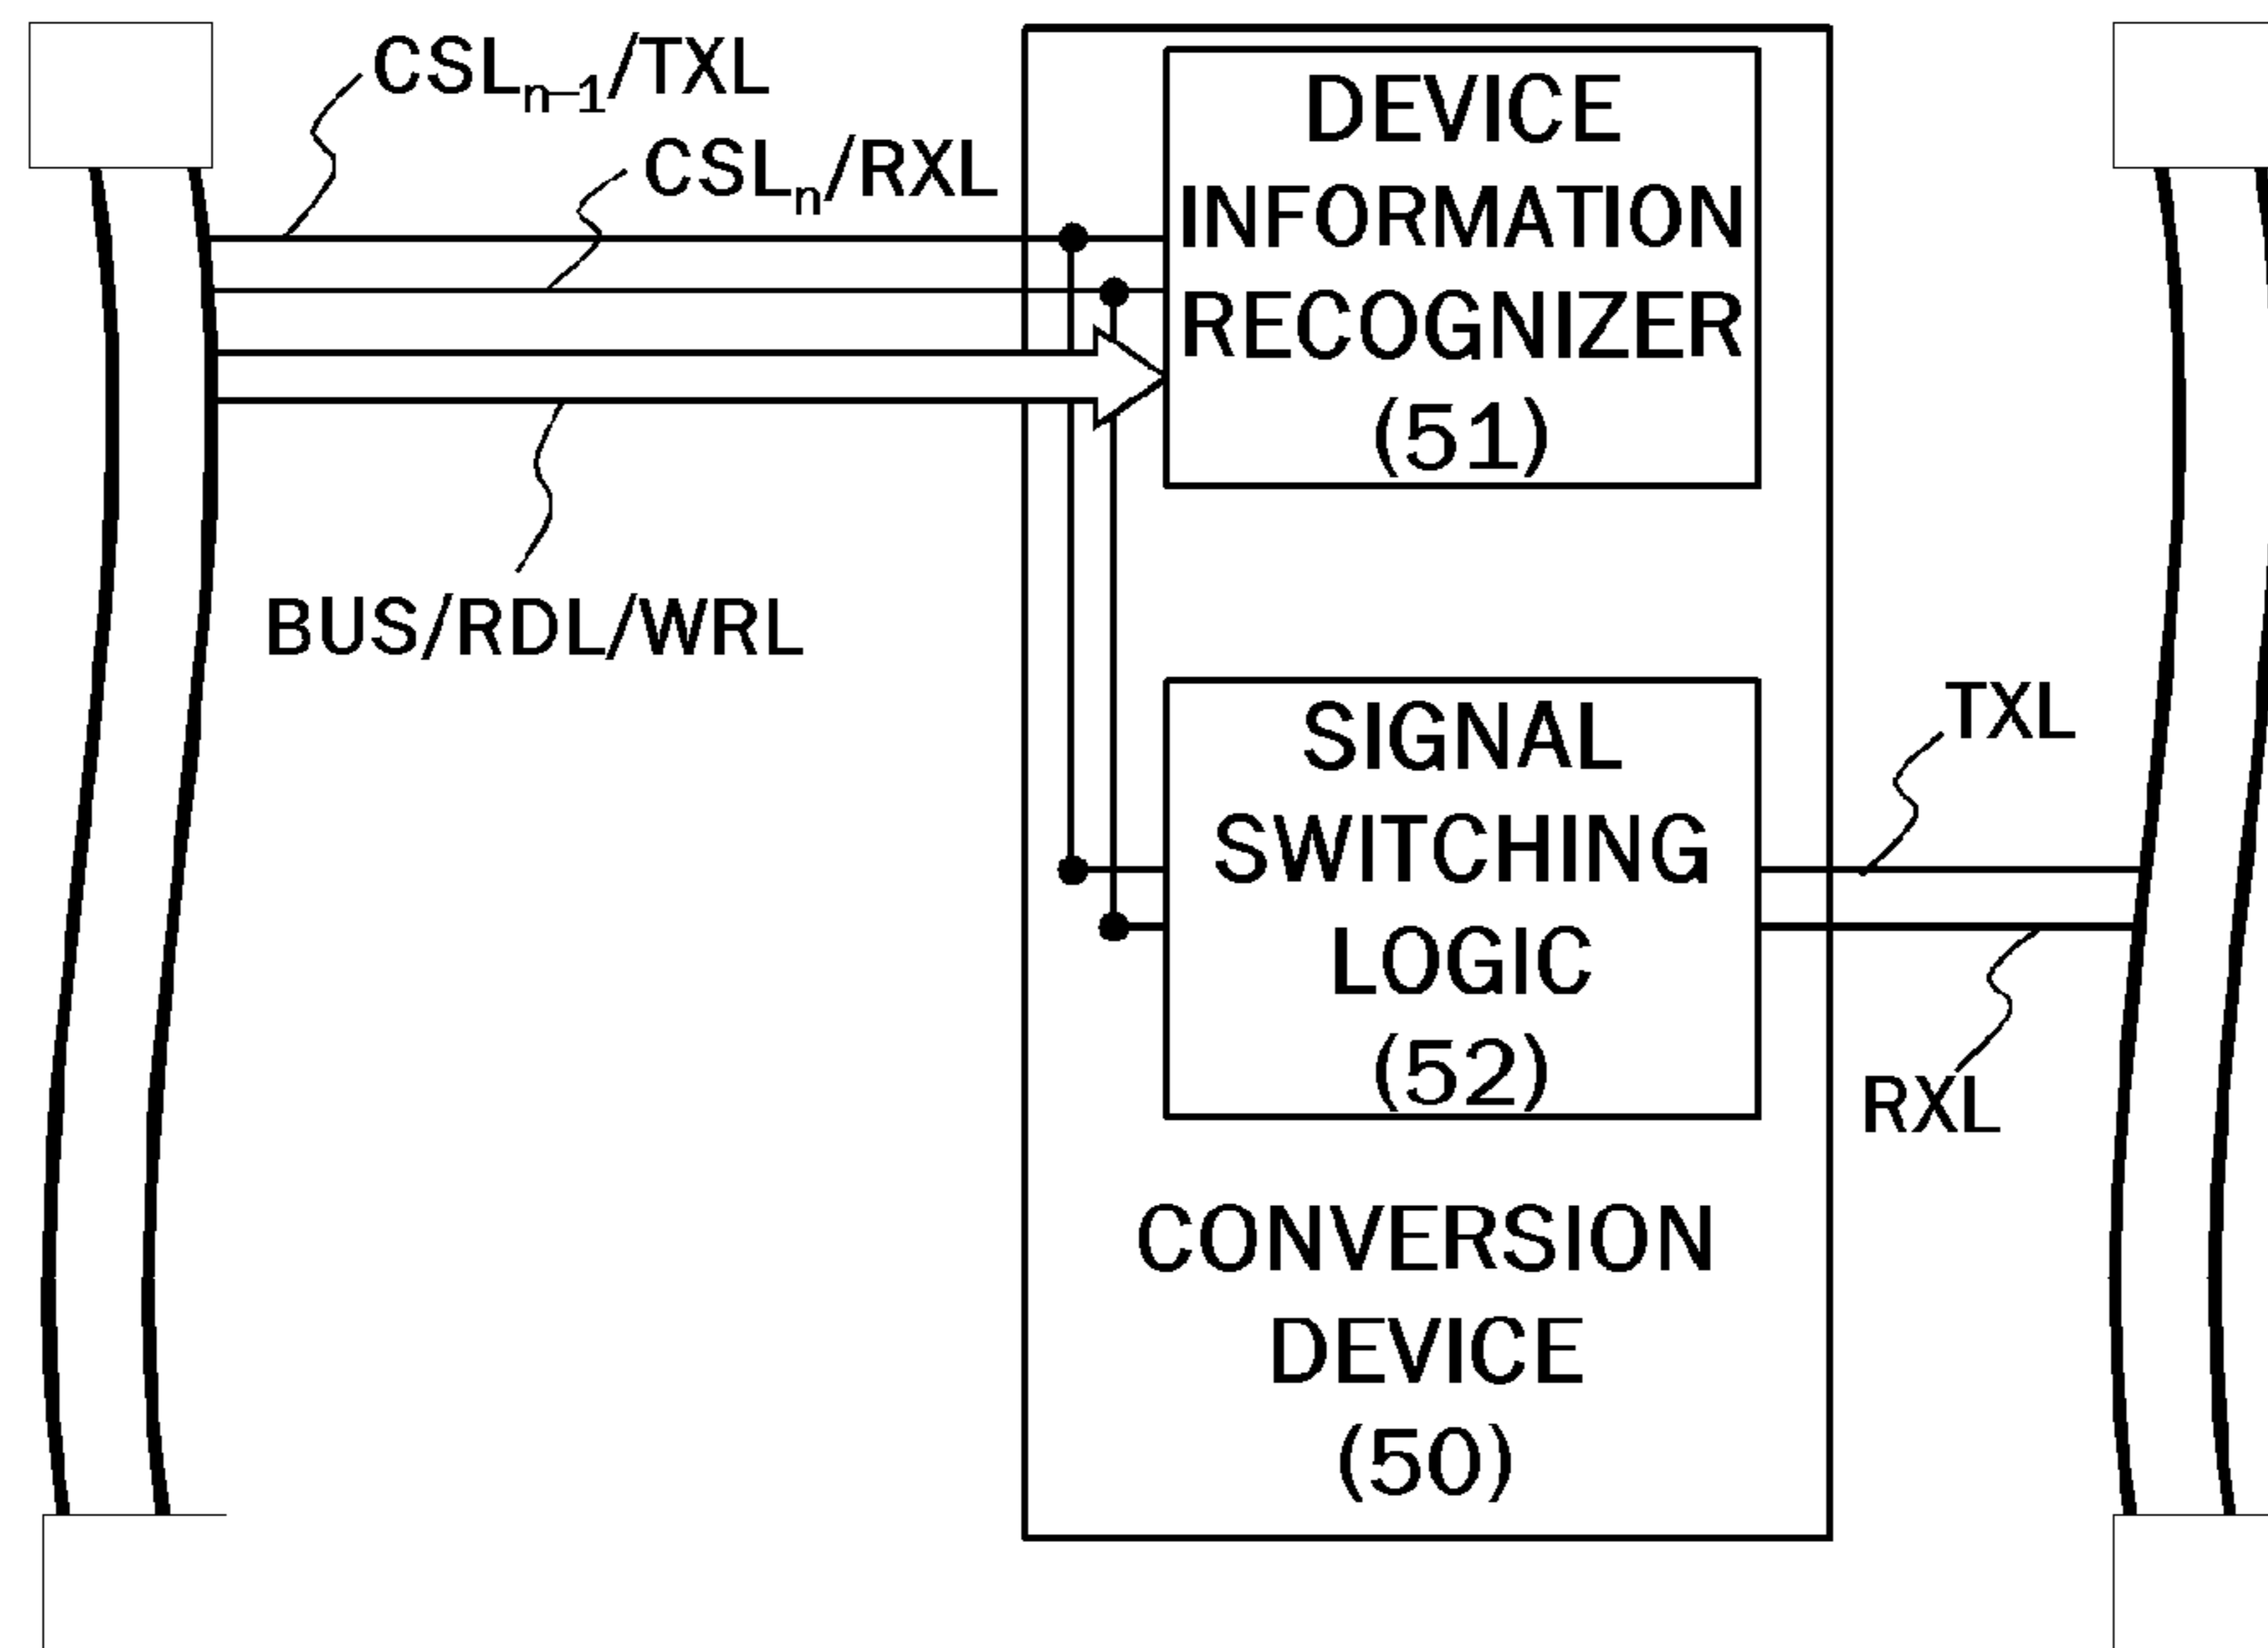 CSLn-1/TXL
CSLn/RXL
BUS/RDL/WRL
DEVICE
INFORMATION
RECOGNIZER
(51)
SIGNAL
SWITCHING
LOGIC
(52)
TXL
RXL
CONVERSION
DEVICE
(50)